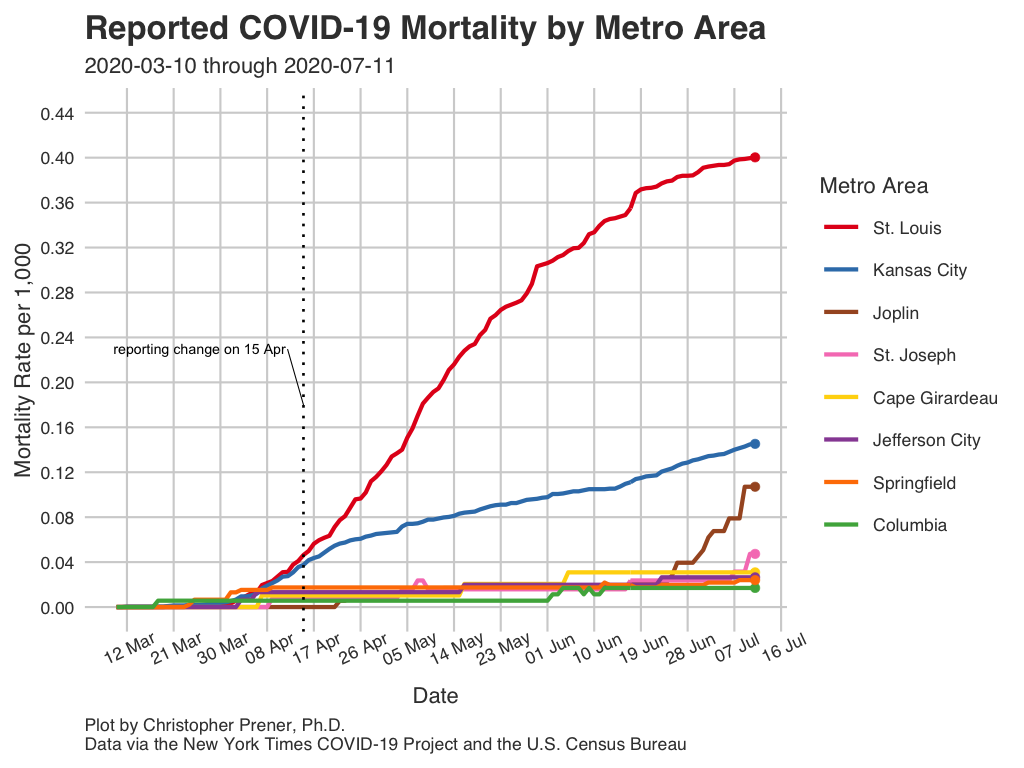 Reported COVID-19 Mortality by Metro Area
2020-03-10 through 2020-07-11
Mortality Rate per 1,000
0.44
0.40
0.36
0.32
0.28
0.24
0.20
0.16
0.12
0.08
0.04
0.00
reporting change on 15 Apr
12 Mar
21 Mar
30 Mar
08 Apr
17 Apr
26 Apr
05 May
14 May
23 May
01 Jun
10 Jun
19 Jun
28 Jun
07 Jul
16 Jul
Date
Metro Area
St. Louis
Kansas City
Joplin
St. Joseph
Cape Girardeau
Jefferson City
Springfield
Columbia
Plot by Christopher Prener, Ph.D.
Data via the New York Times COVID-19 Project and the U.S. Census Bureau